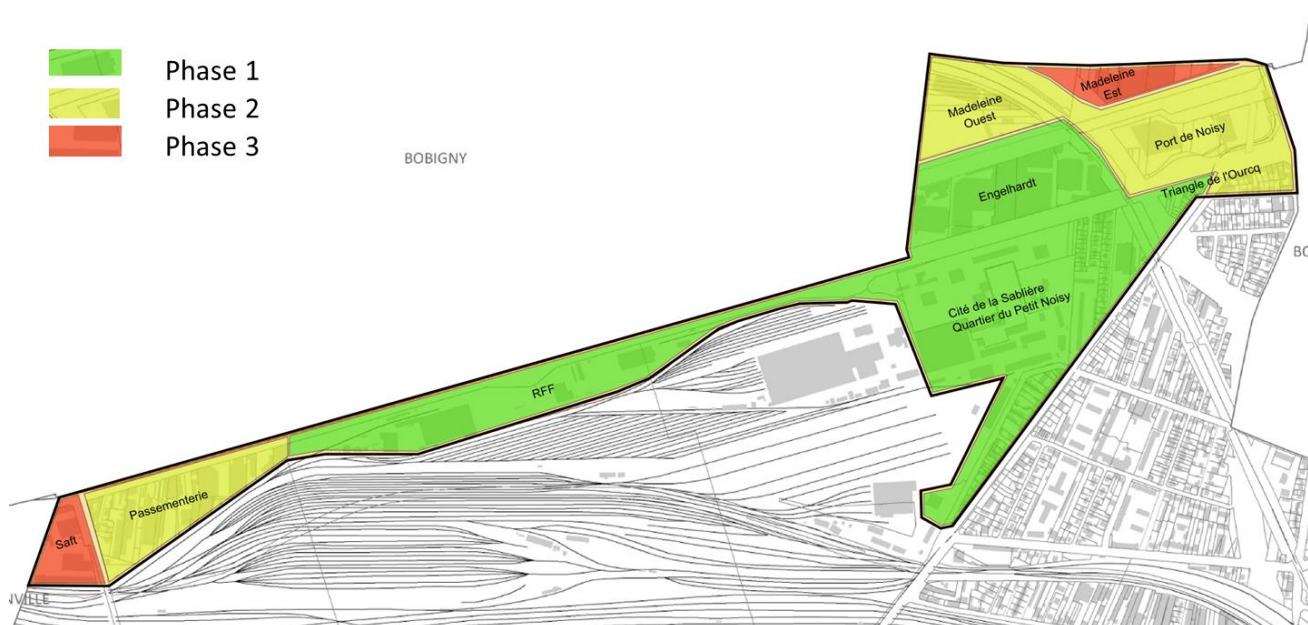 Phase 1
Phase 2
Phase 3
BOBIGNY
Madeleine
Est
Madeleine
Ouest
Port de Noisy
Triangle de l'Ourcq
Engelhardt
BO
Cité de la Sablière
Quartier du Petit Noisy
RFF
Passementerie
Saft
NVILLE